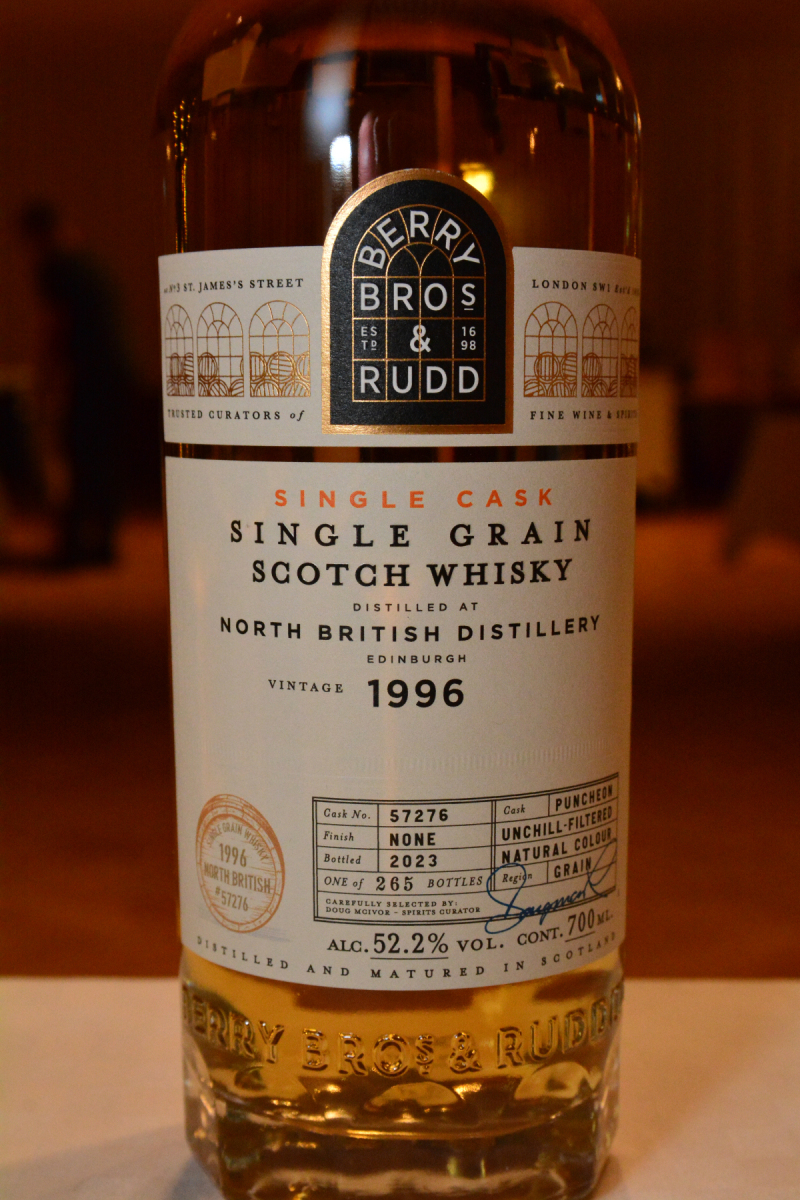 BERRY
BROS
ESTD & 1698
RUDD
Nº3 ST. JAMES'S STREET
LONDON SW1
TRUSTED CURATORS of
FINE WINE & SPIRITS
SINGLE CASK
SINGLE GRAIN
SCOTCH WHISKY
DISTILLED AT
NORTH BRITISH DISTILLERY
EDINBURGH
VINTAGE 1996
SINGLE GRAIN WHISKY
1996
NORTH BRITISH
#57276
Cask No. 57276 Cask PUNCHEON
Finish NONE UNCHILL-FILTERED
Bottled 2023 NATURAL COLOUR
ONE of 265 BOTTLES Region GRAIN
CAREFULLY SELECTED BY:
DOUG MCIVOR - SPIRITS CURATOR
ALC. 52.2% VOL. CONT. 700 ML.
DISTILLED AND MATURED IN SCOTLAND
BERRY BROS & RUDD